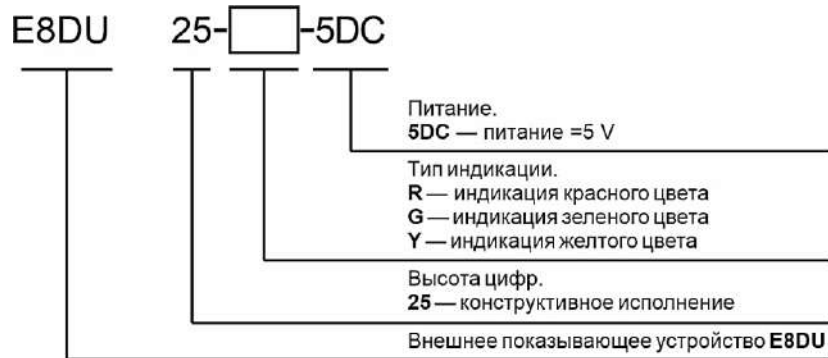 E8DU 25- -5DC
Питание.
5DC — питание =5 V
Тип индикации.
R — индикация красного цвета
G — индикация зеленого цвета
Y — индикация желтого цвета
Высота цифр.
25 — конструктивное исполнение
Внешнее показывающее устройство E8DU